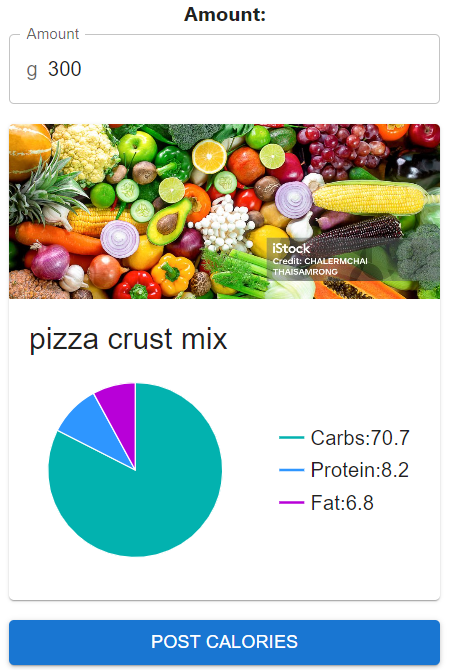 Amount:
Amount
g 300
iStock
Credit: CHALERMCHAI
THAISAMRONG
pizza crust mix
Carbs:70.7
Protein:8.2
Fat:6.8
POST CALORIES